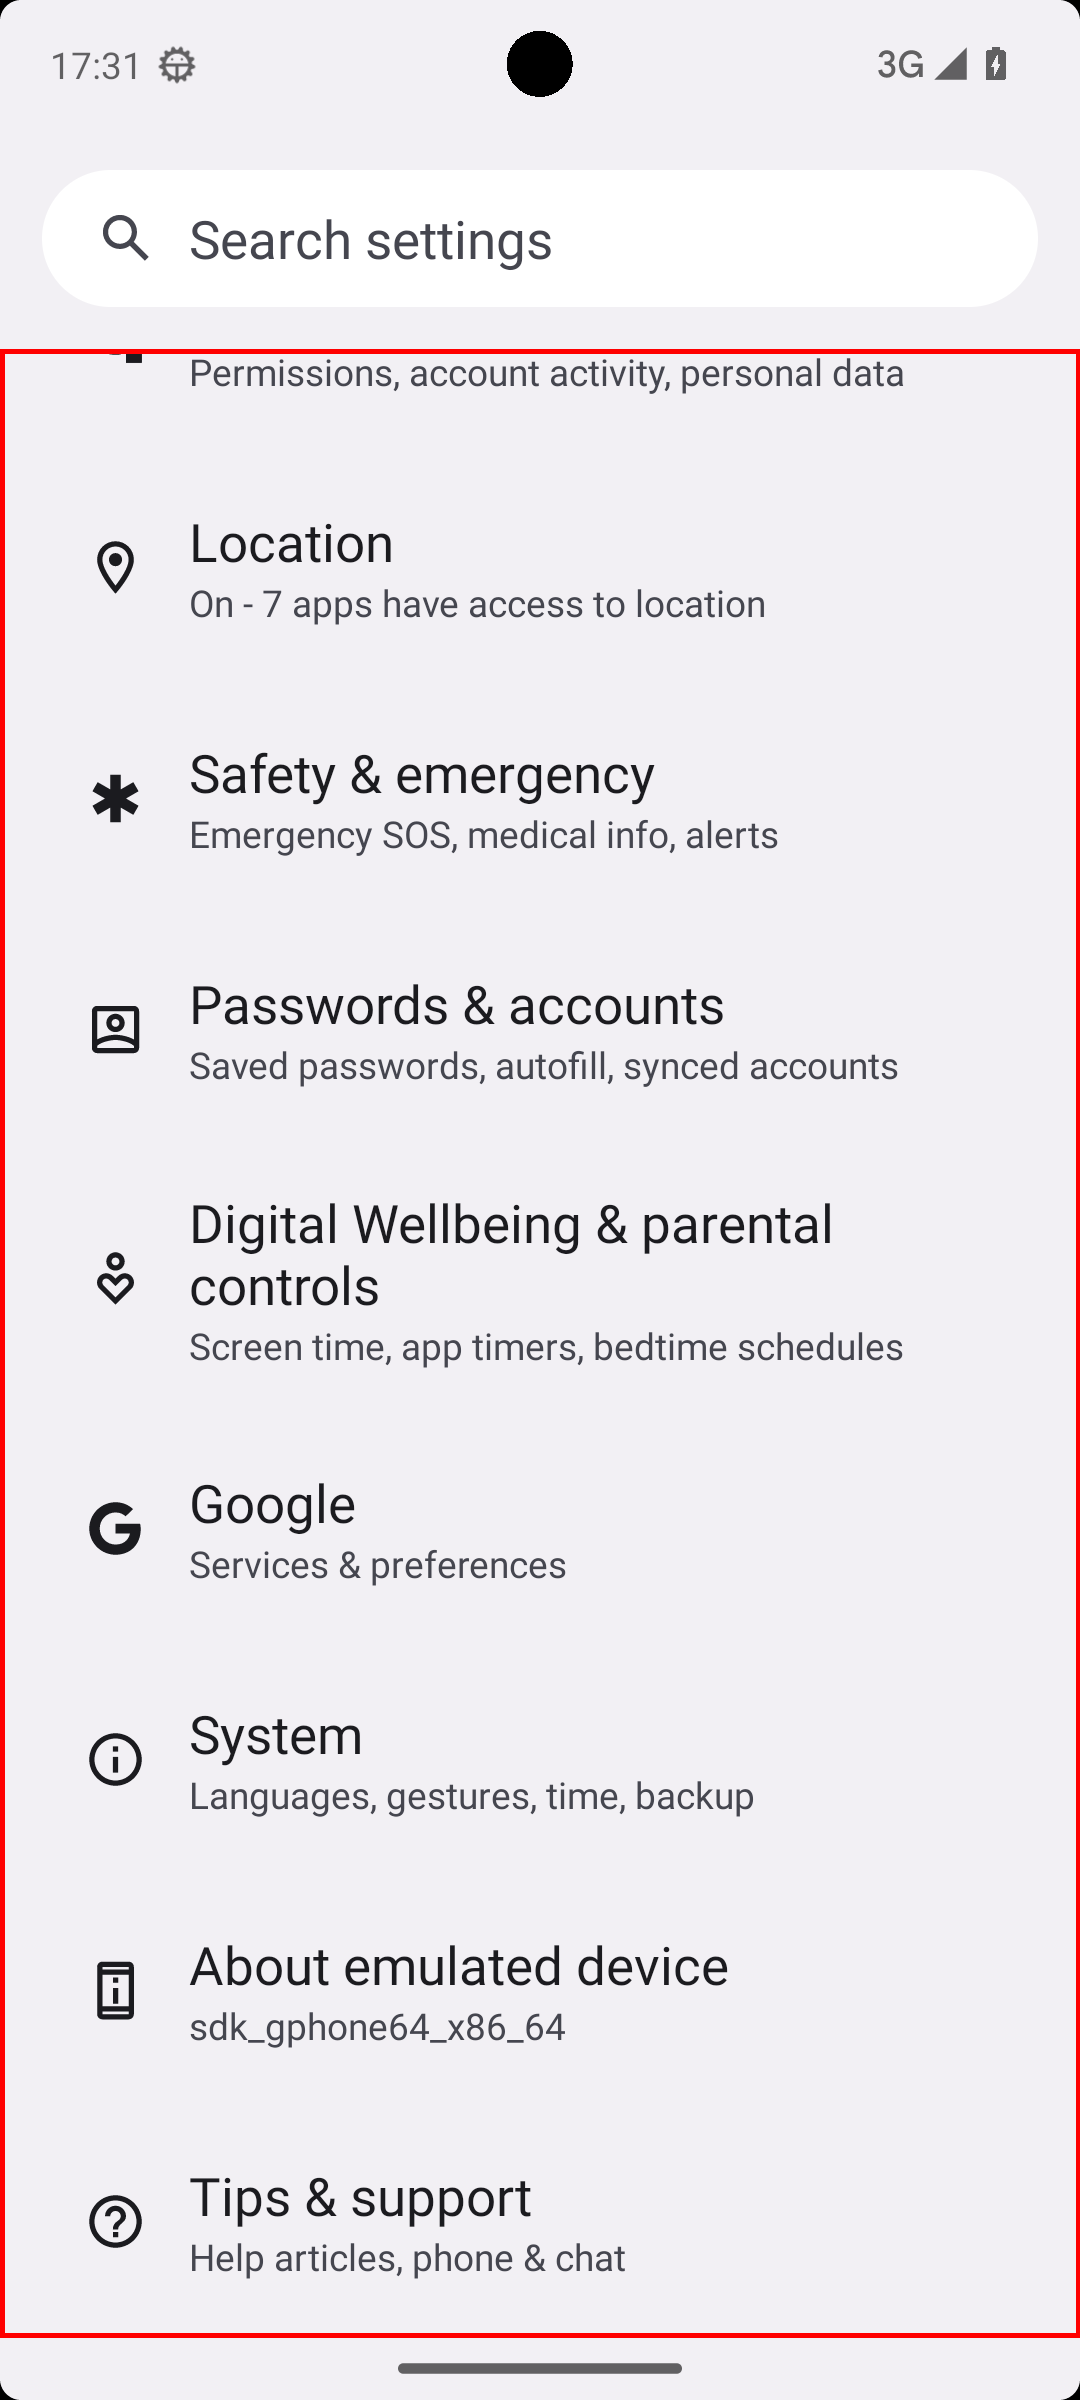 17:31
3G
Search settings
Permissions, account activity, personal data
Location
On - 7 apps have access to location
Safety & emergency
Emergency SOS, medical info, alerts
Passwords & accounts
Saved passwords, autofill, synced accounts
Digital Wellbeing & parental
controls
Screen time, app timers, bedtime schedules
Google
Services & preferences
System
Languages, gestures, time, backup
About emulated device
sdk_gphone64_x86_64
Tips & support
Help articles, phone & chat